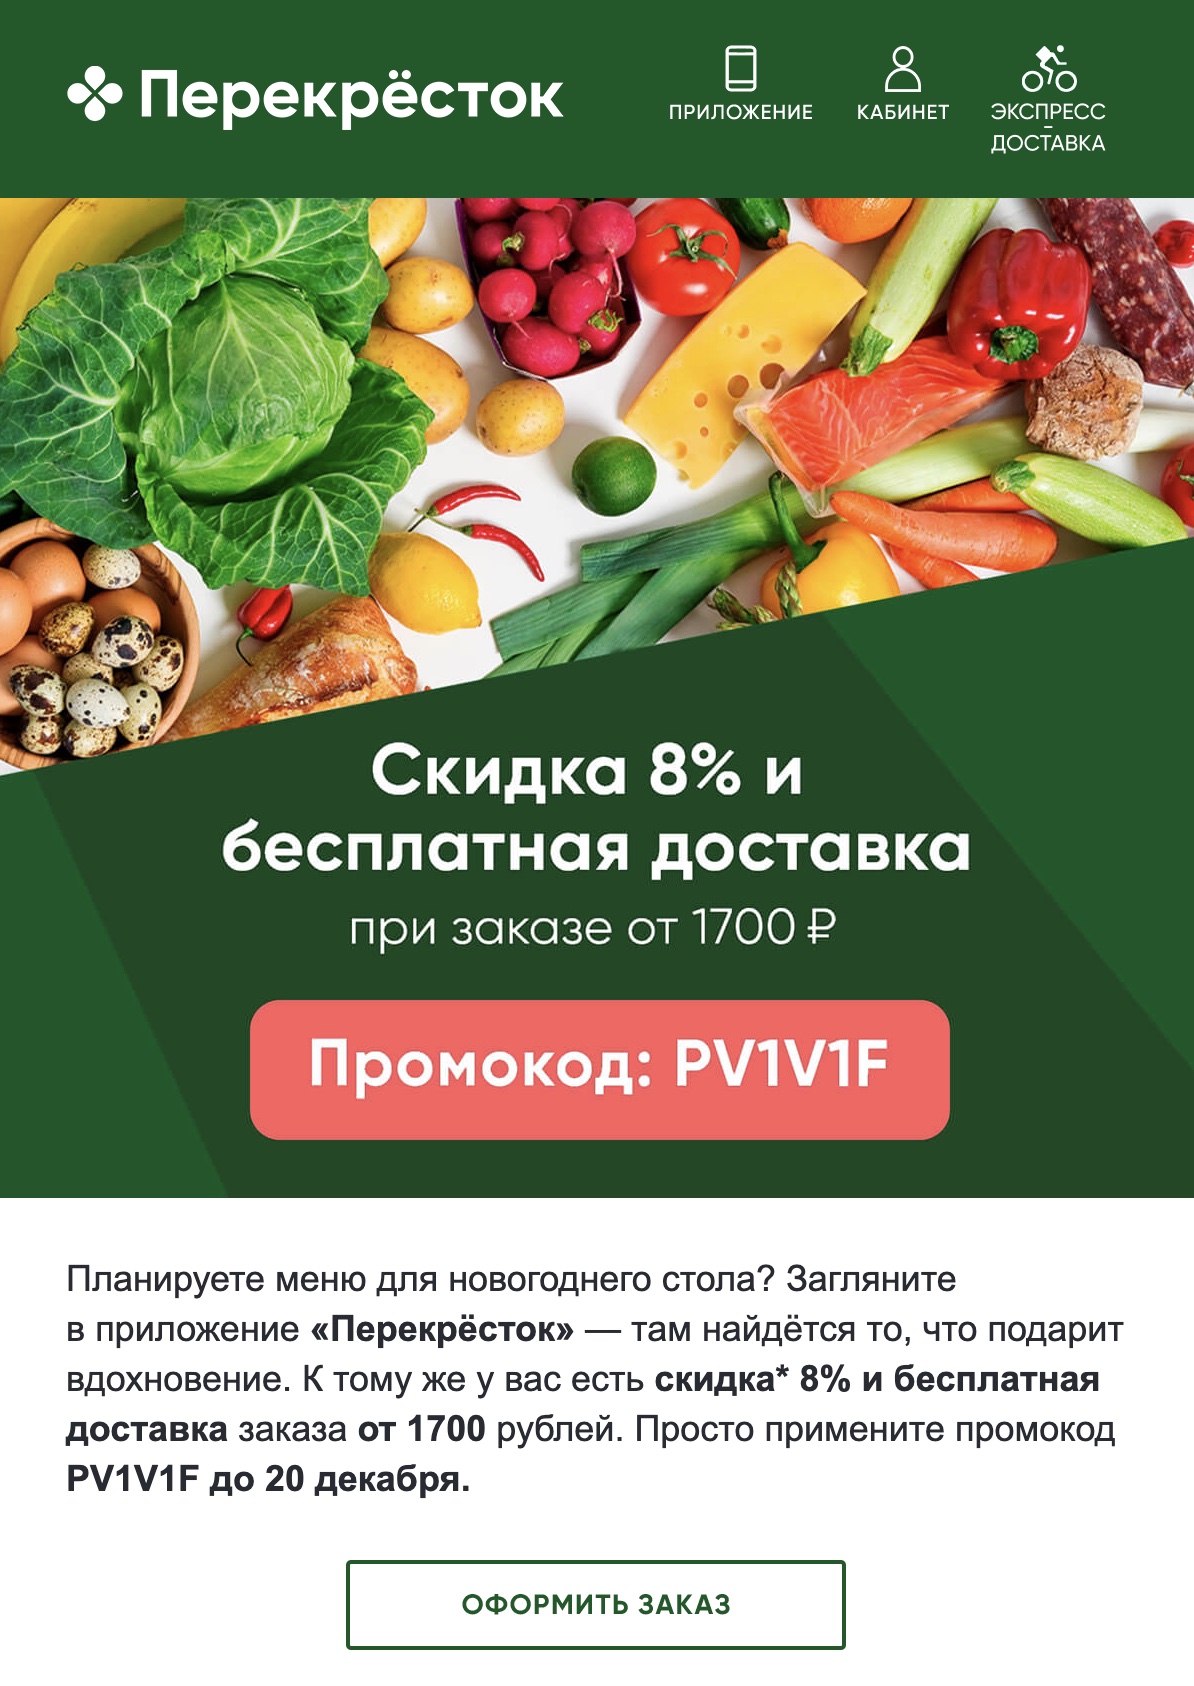 Перекрёсток
ПРИЛОЖЕНИЕ
КАБИНЕТ
ЭКСПРЕСС
-
ДОСТАВКА
Скидка 8% и
бесплатная доставка
при заказе от 1700 ₽
Промокод: PV1V1F
Планируете меню для новогоднего стола? Загляните
в приложение «Перекрёсток» — там найдётся то, что подарит
вдохновение. К тому же у вас есть скидка* 8% и бесплатная
доставка заказа от 1700 рублей. Просто примените промокод
PV1V1F до 20 декабря.
ОФОРМИТЬ ЗАКАЗ